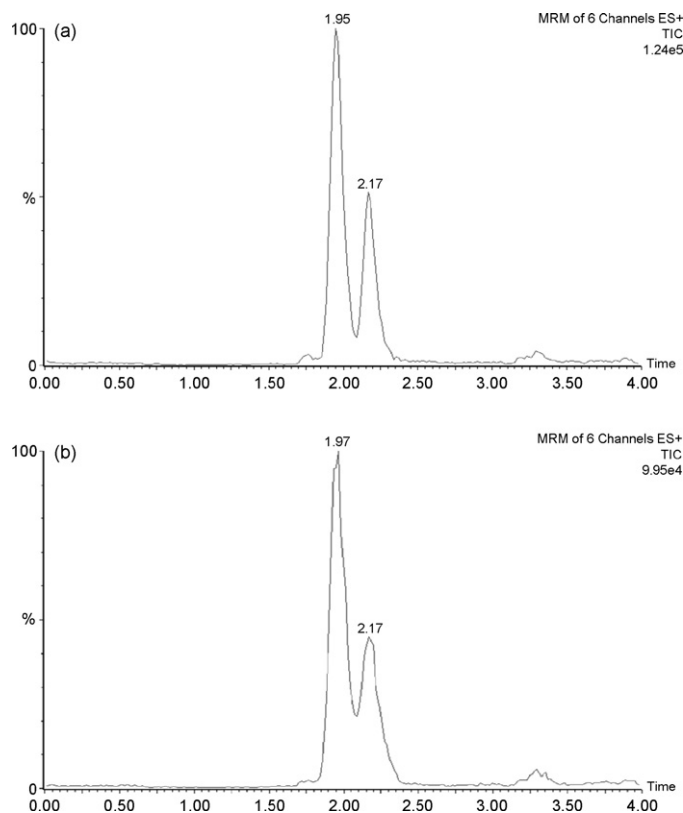 (a)
1.95
MRM of 6 Channels ES+
TIC
1.24e5
100
2.17
%
0
Time
0.00 0.50 1.00 1.50 2.00 2.50 3.00 3.50 4.00
(b)
1.97
MRM of 6 Channels ES+
TIC
9.95e4
100
2.17
%
0
Time
0.00 0.50 1.00 1.50 2.00 2.50 3.00 3.50 4.00